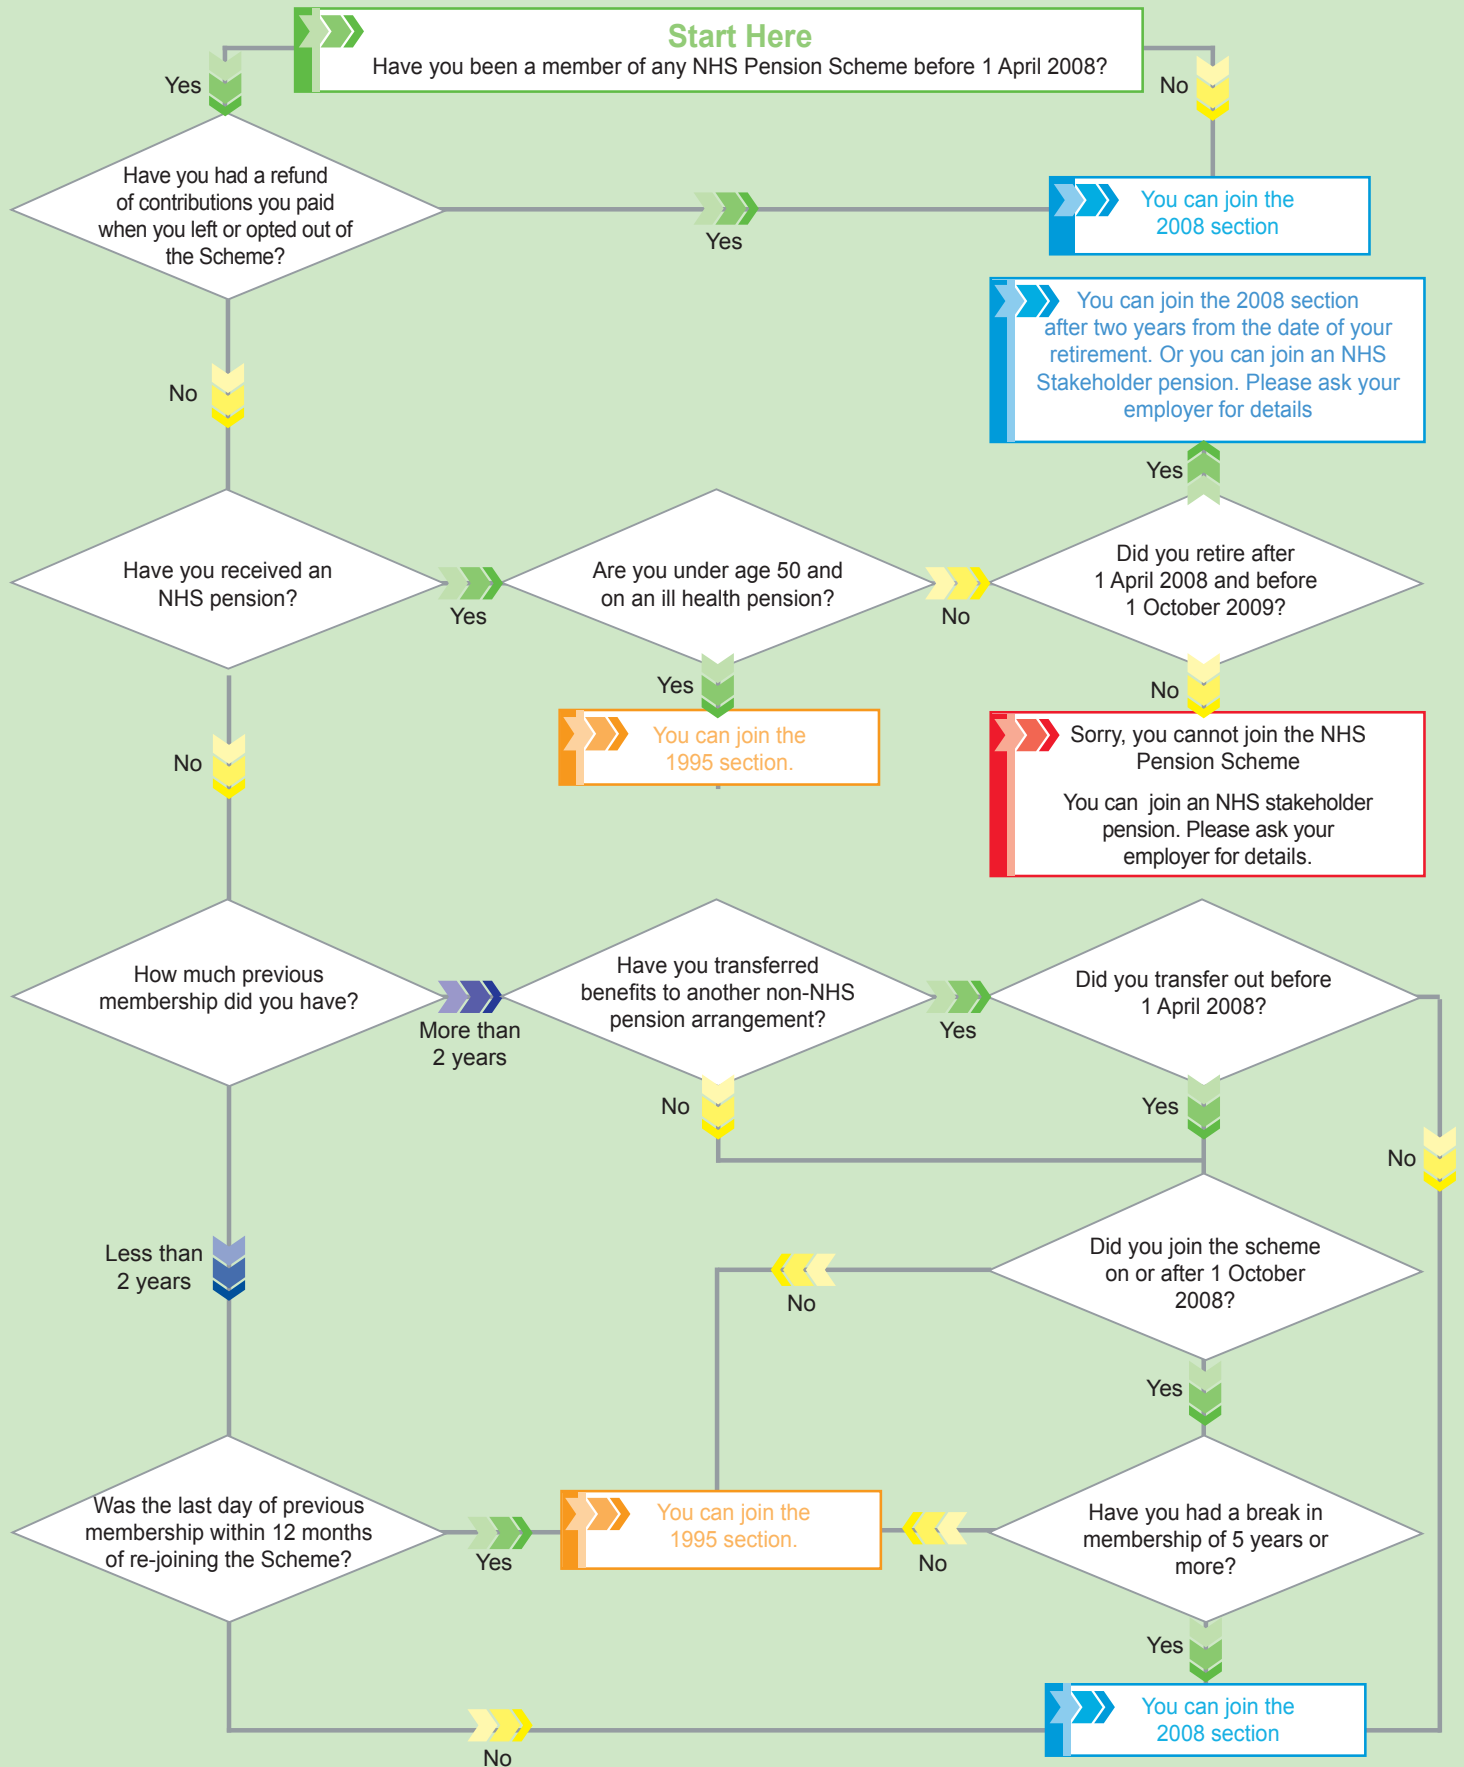 Start Here
Have you been a member of any NHS Pension Scheme before 1 April 2008?
Yes
No
Have you had a refund
of contributions you paid
when you left or opted out of
the Scheme?
Yes
You can join the
2008 section
No
You can join the 2008 section
after two years from the date of your
retirement. Or you can join an NHS
Stakeholder pension. Please ask your
employer for details
Yes
Have you received an
NHS pension?
Yes
Are you under age 50 and
on an ill health pension?
No
Did you retire after
1 April 2008 and before
1 October 2009?
Yes
No
You can join the
1995 section.
Sorry, you cannot join the NHS
Pension Scheme
You can  join an NHS stakeholder
pension. Please ask your
employer for details.
No
How much previous
membership did you have?
More than
2 years
Have you transferred
benefits to another non-NHS
pension arrangement?
Yes
Did you transfer out before
1 April 2008?
No
Yes
No
Less than
2 years
Did you join the scheme
on or after 1 October
2008?
No
Yes
Was the last day of previous
membership within 12 months
of re-joining the Scheme?
Yes
You can join the
1995 section.
No
Have you had a break in
membership of 5 years or
more?
Yes
No
You can join the
2008 section